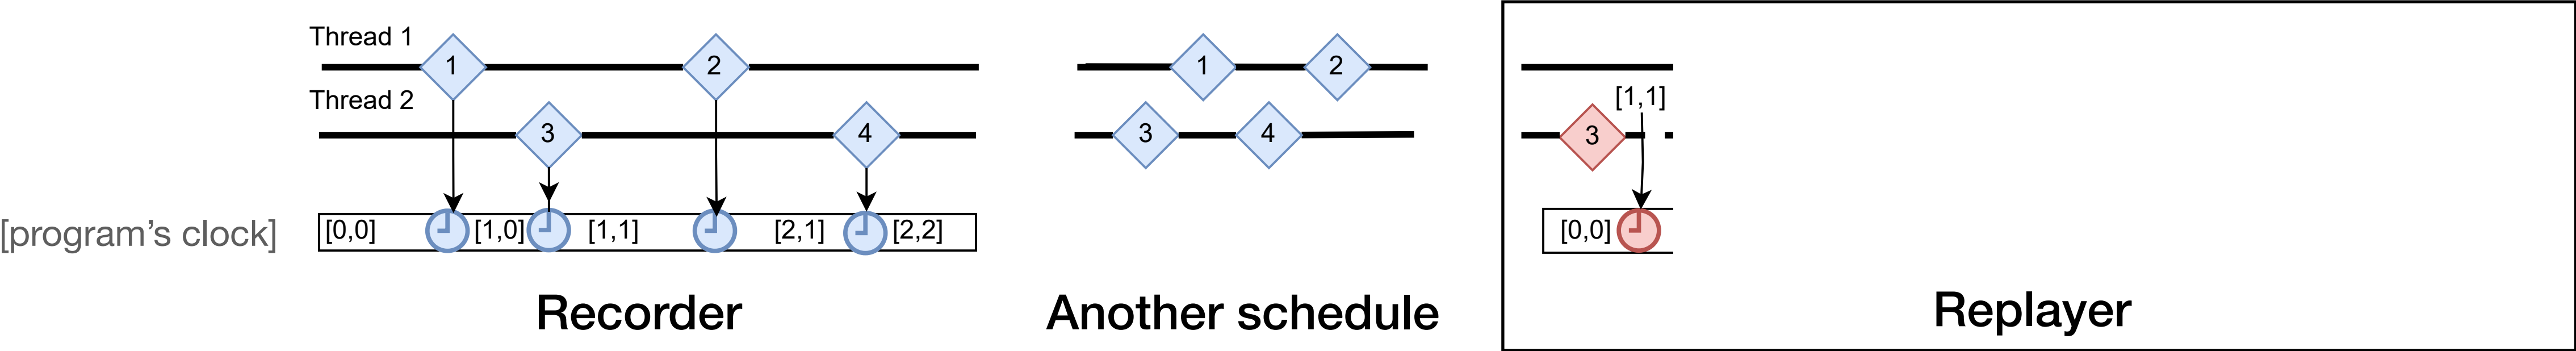 Thread 1
1
2
Thread 2
3
4
[program's clock]
[0,0]
[1,0]
[1,1]
[2,1]
[2,2]
Recorder
1
2
3
4
Another schedule
[1,1]
3
[0,0]
Replayer